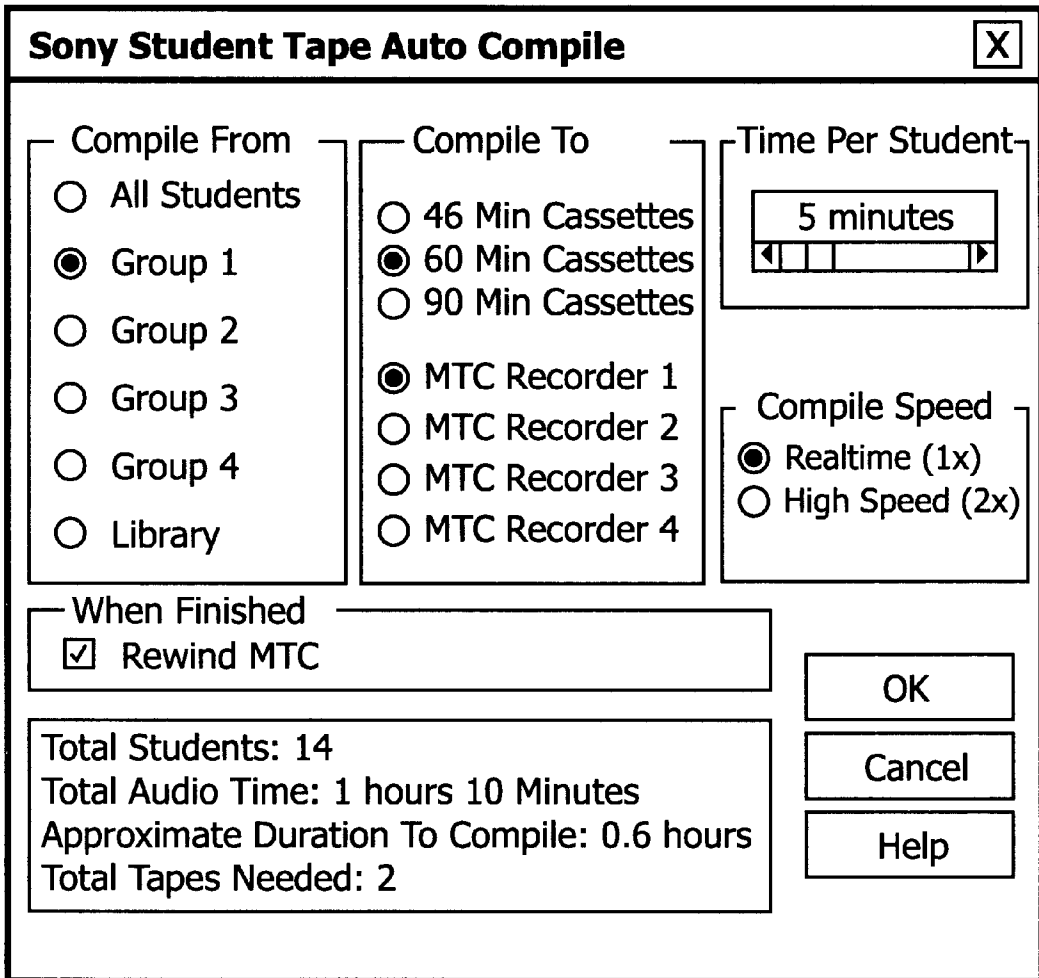 Sony Student Tape Auto Compile X
Compile From
All Students
Group 1
Group 2
Group 3
Group 4
Library
Compile To
46 Min Cassettes
60 Min Cassettes
90 Min Cassettes
MTC Recorder 1
MTC Recorder 2
MTC Recorder 3
MTC Recorder 4
Time Per Student
5 minutes
Compile Speed
Realtime (1x)
High Speed (2x)
When Finished
Rewind MTC
Total Students: 14
Total Audio Time: 1 hours 10 Minutes
Approximate Duration To Compile: 0.6 hours
Total Tapes Needed: 2
OK
Cancel
Help